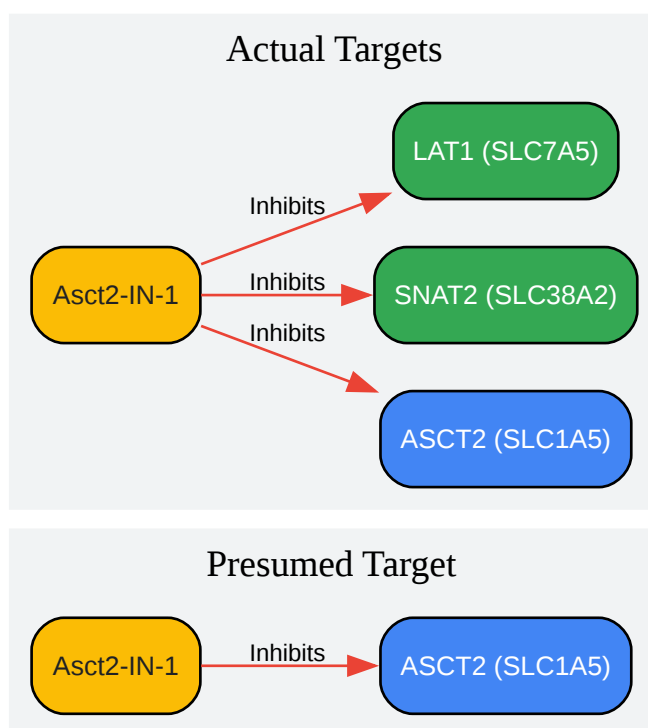 Actual Targets
LAT1 (SLC7A5)
Inhibits
Asct2-IN-1
Inhibits
SNAT2 (SLC38A2)
Inhibits
ASCT2 (SLC1A5)
Presumed Target
Asct2-IN-1
Inhibits
ASCT2 (SLC1A5)